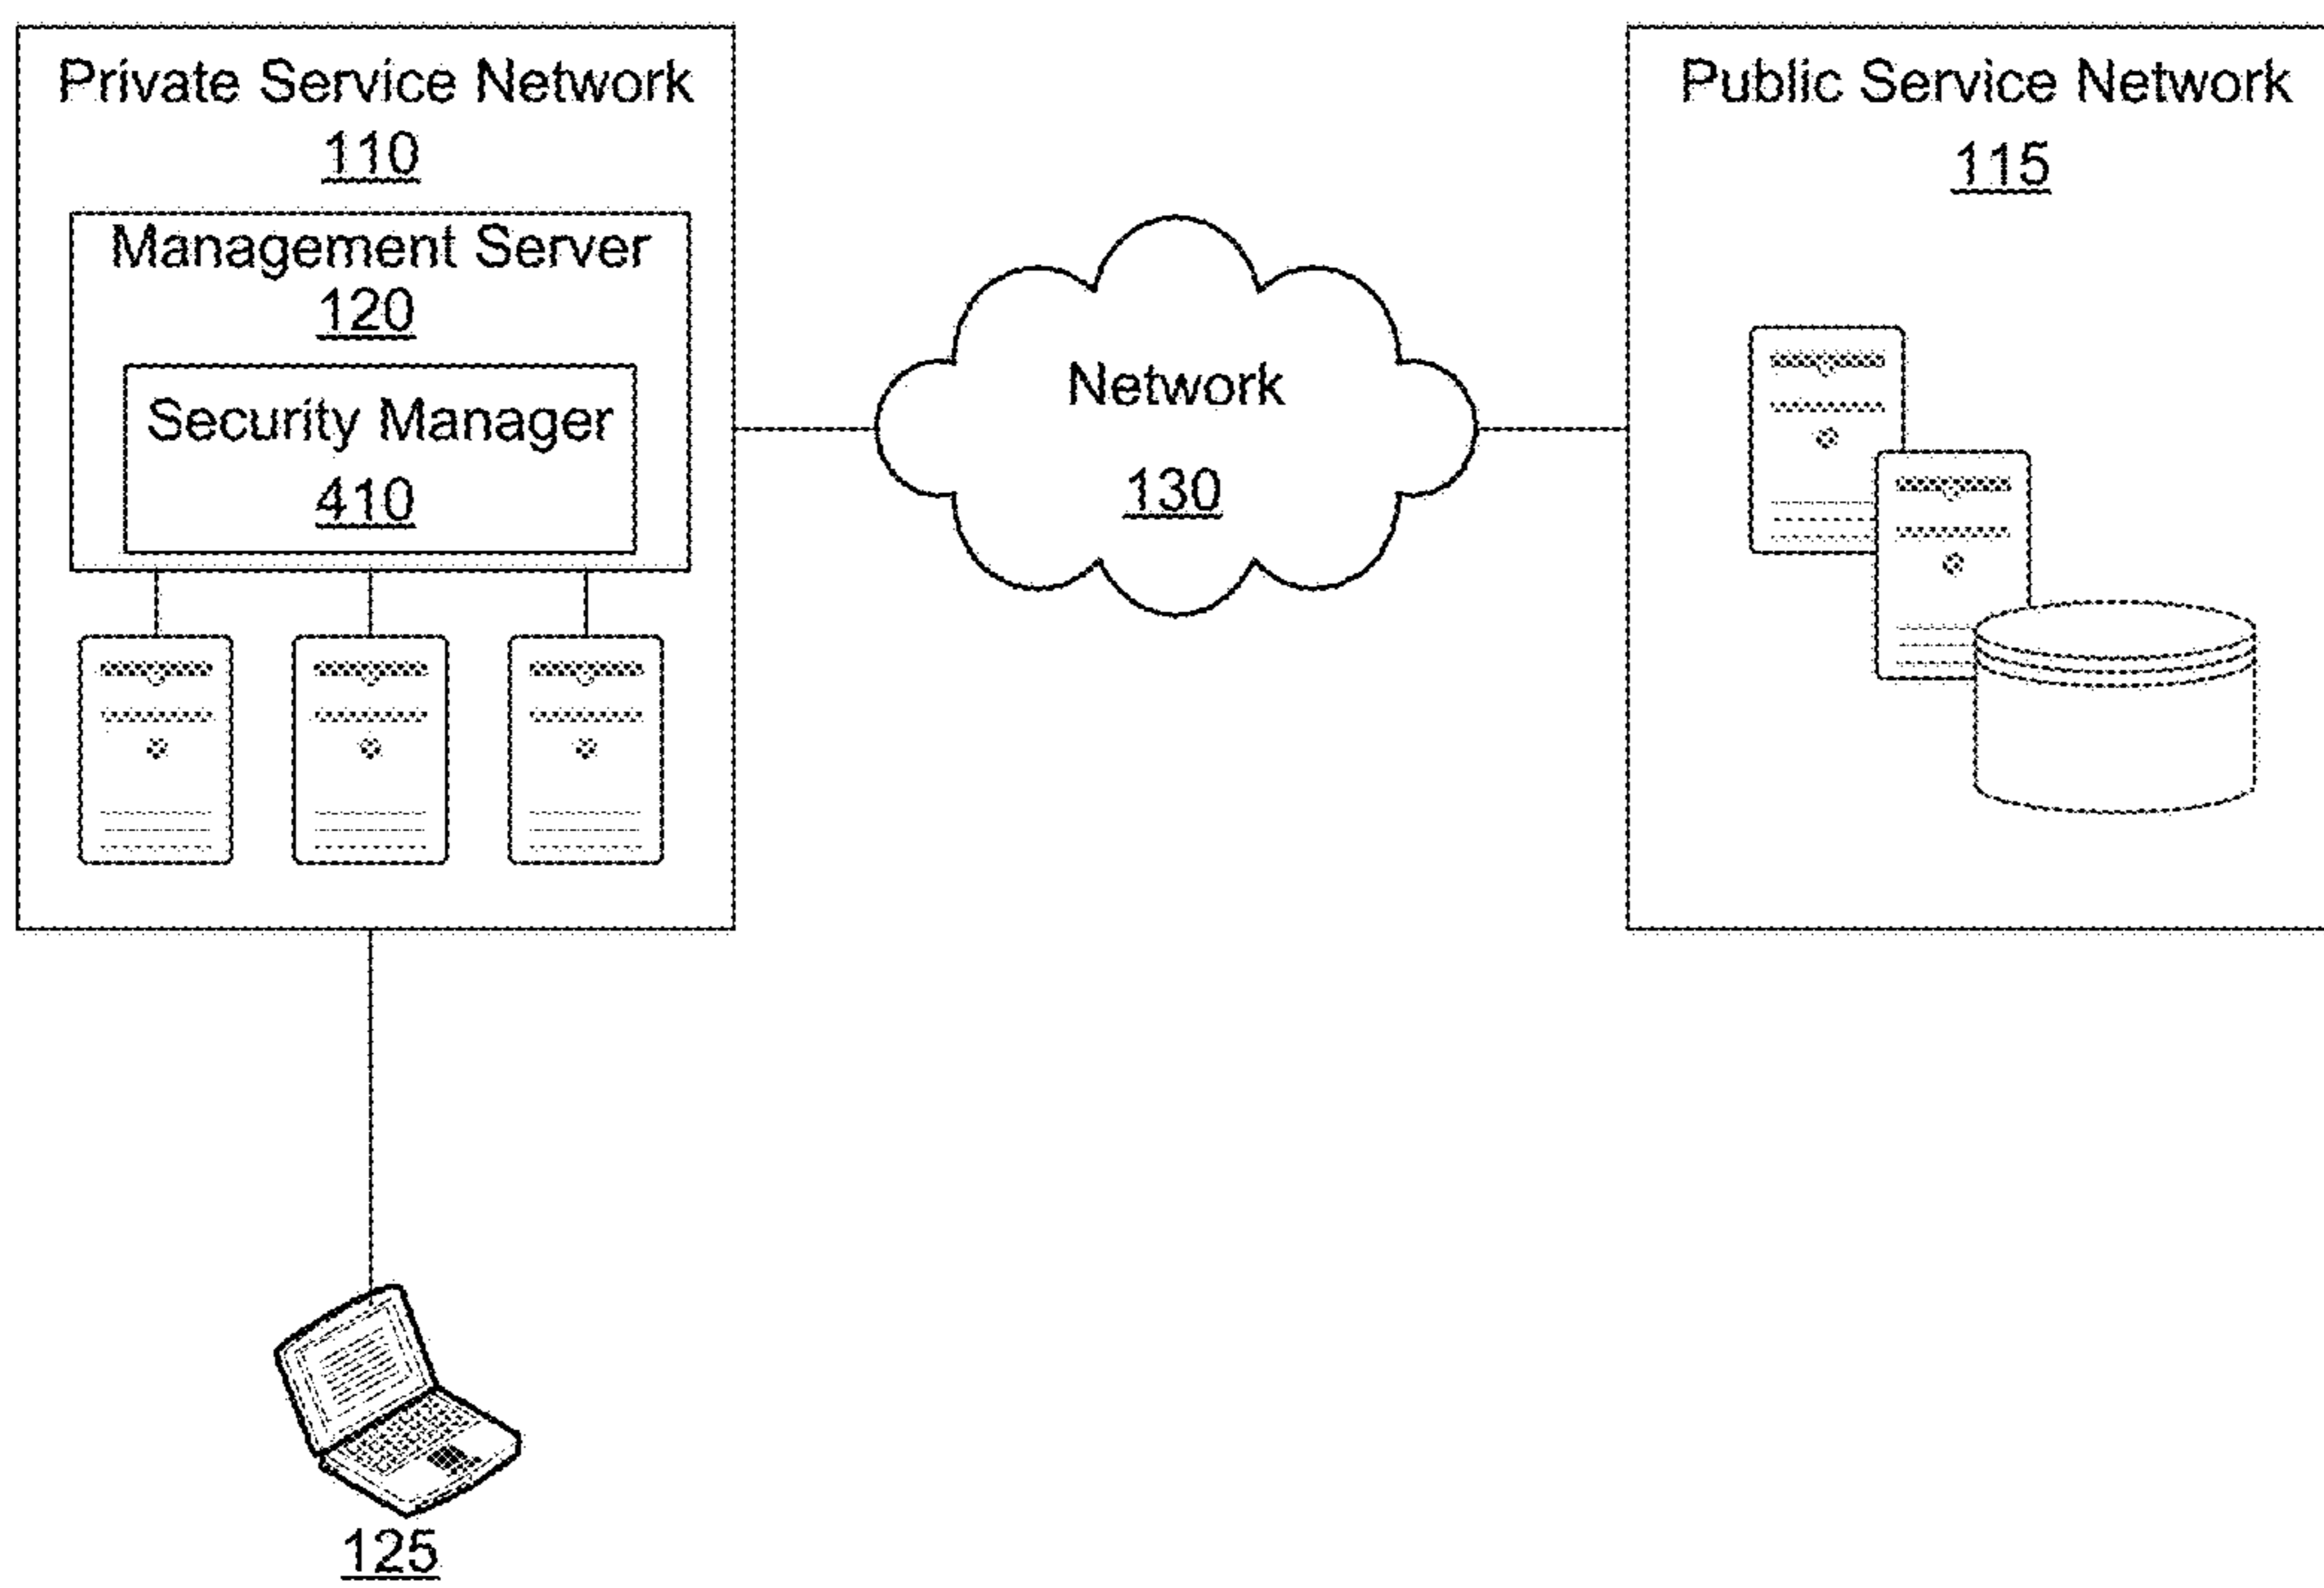 Private Service Network
110
Management Server
120
Security Manager
410
Network
130
Public Service Network
115
125